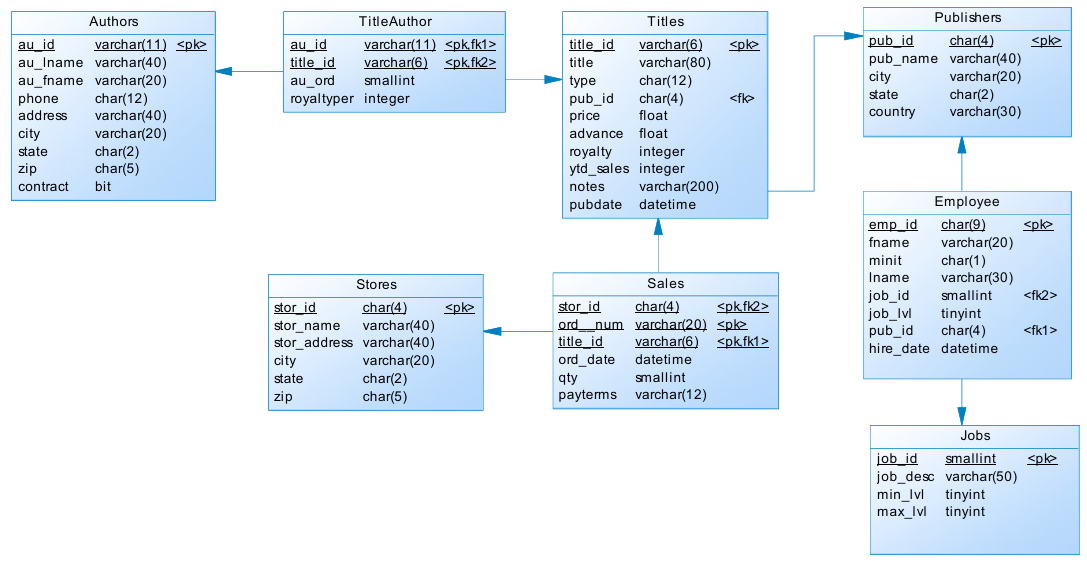 Authors
au_id varchar(11) <pk>
au_lname varchar(40)
au_fname varchar(20)
phone char(12)
address varchar(40)
city varchar(20)
state char(2)
zip char(5)
contract bit
TitleAuthor
au_id varchar(11) <pk,fk1>
title_id varchar(6) <pk,fk2>
au_ord smallint
royaltyper integer
Titles
title_id varchar(6) <pk>
title varchar(80)
type char(12)
pub_id char(4) <fk>
price float
advance float
royalty integer
ytd_sales integer
notes varchar(200)
pubdate datetime
Publishers
pub_id char(4) <pk>
pub_name varchar(40)
city varchar(20)
state char(2)
country varchar(30)
Stores
stor_id char(4) <pk>
stor_name varchar(40)
stor_address varchar(40)
city varchar(20)
state char(2)
zip char(5)
Sales
stor_id char(4) <pk,fk2>
ord__num varchar(20) <pk>
title_id varchar(6) <pk,fk1>
ord_date datetime
qty smallint
payterms varchar(12)
Employee
emp_id char(9) <pk>
fname varchar(20)
minit char(1)
lname varchar(30)
job_id smallint <fk2>
job_lvl tinyint
pub_id char(4) <fk1>
hire_date datetime
Jobs
job_id smallint <pk>
job_desc varchar(50)
min_lvl tinyint
max_lvl tinyint